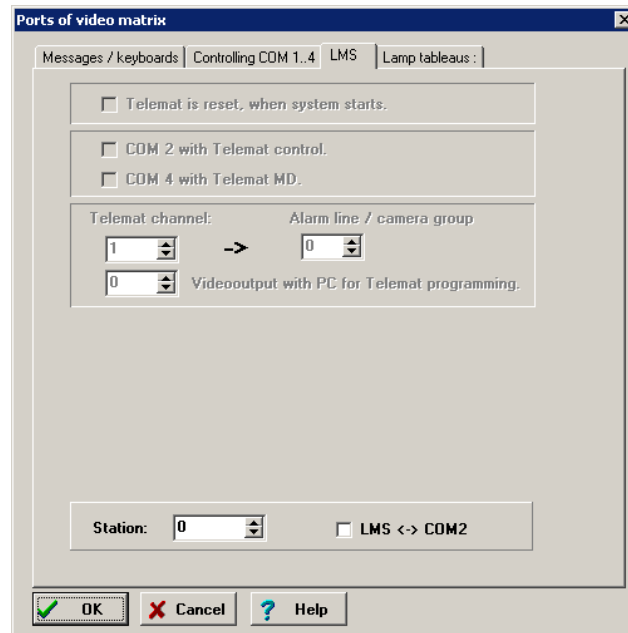 Ports of video matrix
Messages / keyboards Controlling COM 1..4 LMS Lamp tableaus :
Telemat is reset, when system starts.
COM 2 with Telemat control.
COM 4 with Telemat MD.
Telemat channel: Alarm line / camera group
1 -> 0
0 Videooutput with PC for Telemat programming.
Station: 0 LMS <-> COM2
OK Cancel ? Help